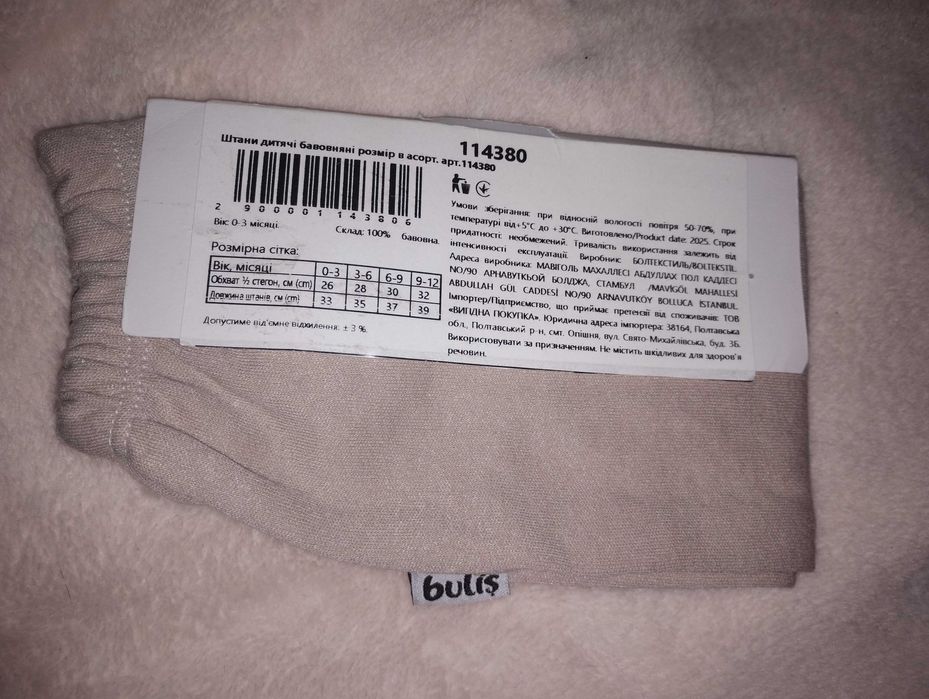 Штани дитячі бавовняні розмір в асорт. арт.114380
2 900001 143806
Вік: 0-3 місяці.
Склад: 100% бавовна.
Розмірна сітка:
Вік, місяці 0-3 3-6 6-9 9-12
Обхват ½ стегон, см (cm) 26 28 30 32
Довжина штанів, см (cm) 33 35 37 39
Допустиме від'ємне відхилення: ± 3 %.
114380
Умови зберігання: при відносній вологості повітря 50-70%, при
температурі від+5°С до +30°С. Виготовлено/Product date: 2025. Строк
придатності: необмежений. Тривалість використання залежить від
інтенсивності експлуатації. Виробник: БОЛТЕКСТИЛЬ/BOLTEKSTIL.
Адреса виробника: МАВІГОЛЬ МАХАЛЛЕСІ АБДУЛЛАХ ГЮЛ КАДДЕСІ
NO/90 АРНАВУТКЬОЙ БОЛДЖА, СТАМБУЛ /MAVİGÖL MAHALLESİ
ABDULLAH GÜL CADDESİ NO/90 ARNAVUTKÖY BOLLUCA İSTANBUL.
Імпортер/Підприємство, що приймає претензії від споживачів: ТОВ
«ВИГІДНА ПОКУПКА». Юридична адреса імпортера: 38164, Полтавська
обл., Полтавський р-н, смт. Опішня, вул. Свято-Михайлівська, буд. 3Б.
Використовувати за призначенням. Не містить шкідливих для здоров'я
речовин.
buliş